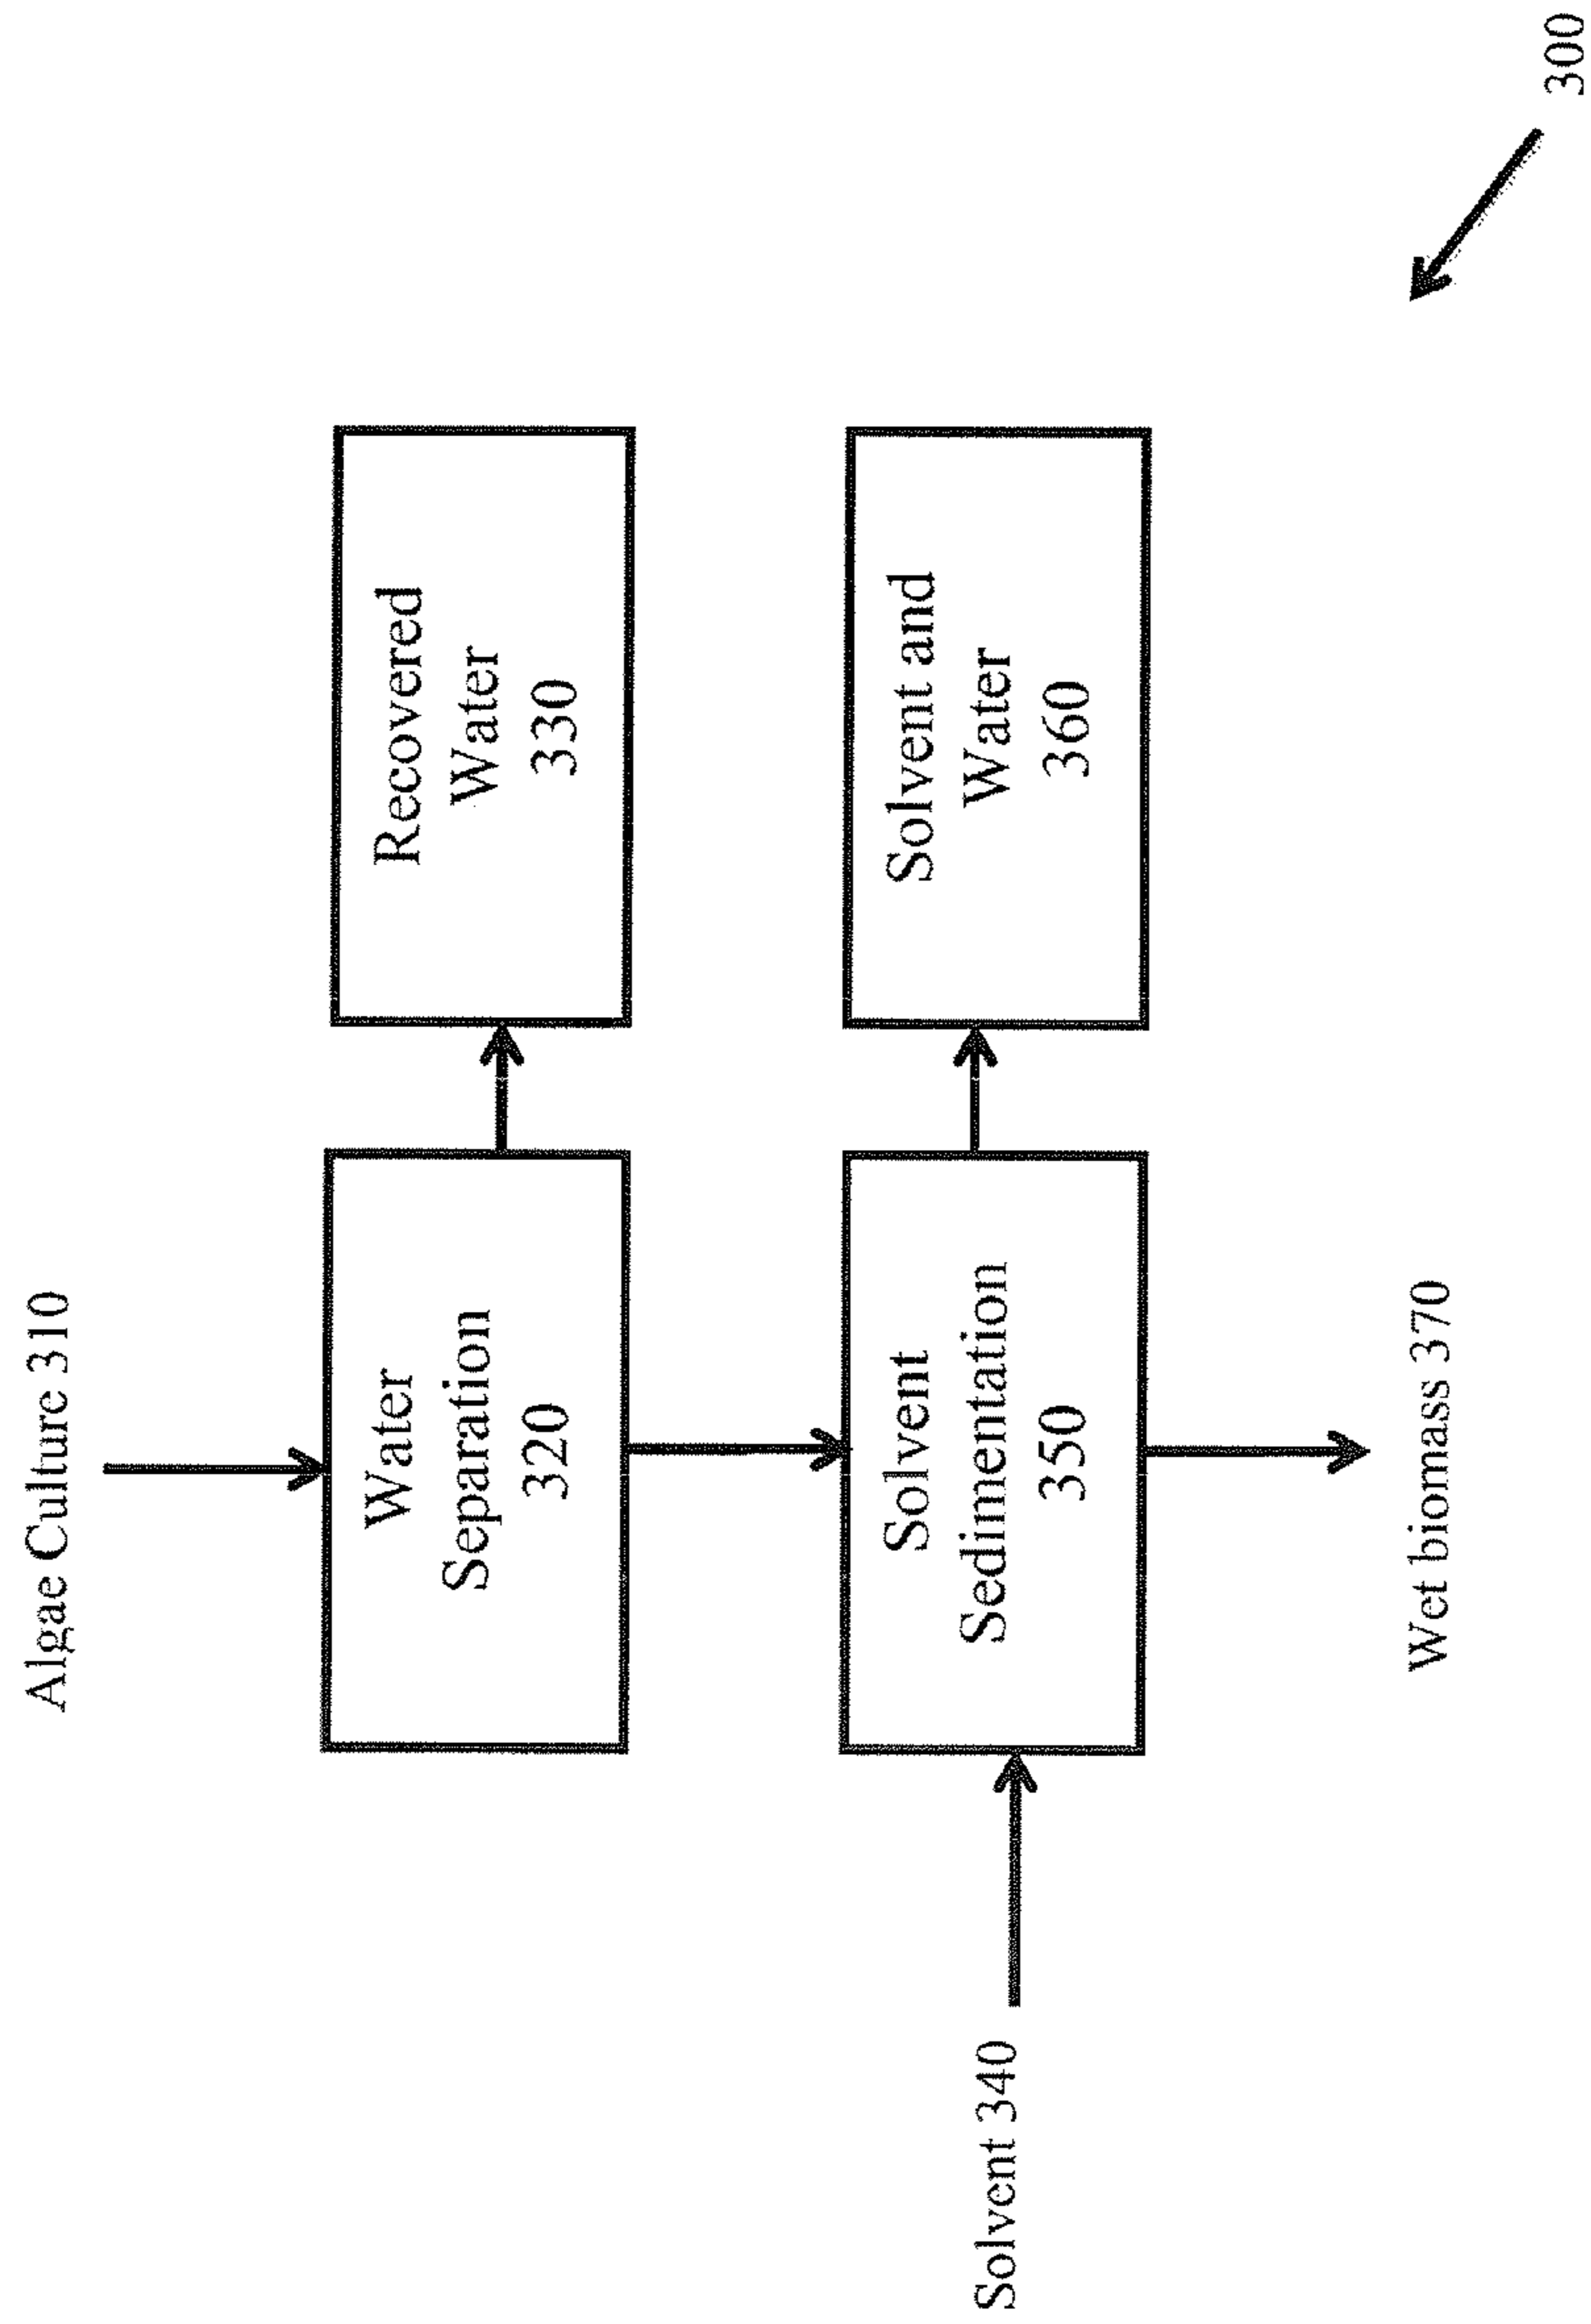 Algae Culture 310
Water
Separation
320
Recovered
Water
330
Solvent 340
Solvent
Sedimentation
350
Solvent and
Water
360
Wet biomass 370
300